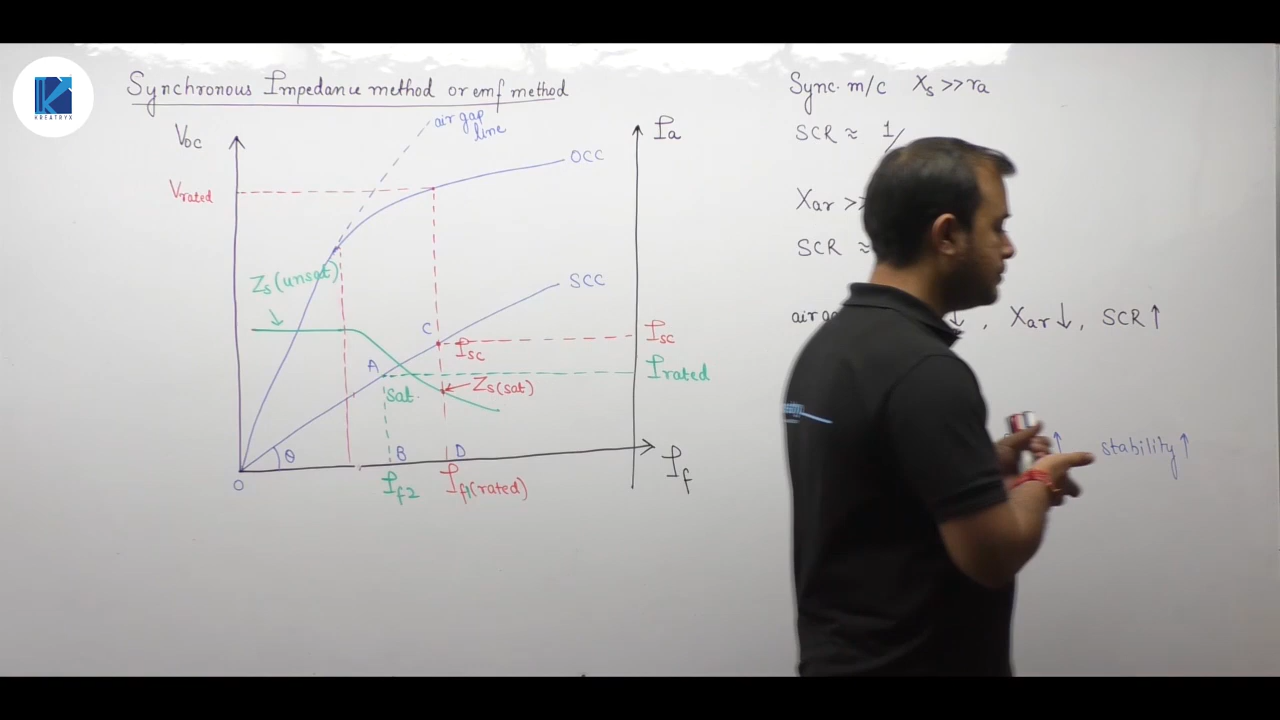 KREATRYX
Synchronous Impedance method or emf method
air gap
line
Voc
Ia
OCC
Vrated
Zs(unsat)
SCC
C
Isc
Isc
A
Irated
Sat.
Zs(sat)
θ
B
D
O
If2
If1(rated)
If
Sync. m/c Xs >> ra
SCR ≈ 1/
Xar >>
SCR ≈
air ↓, Xar ↓, SCR ↑
↑ stability ↑